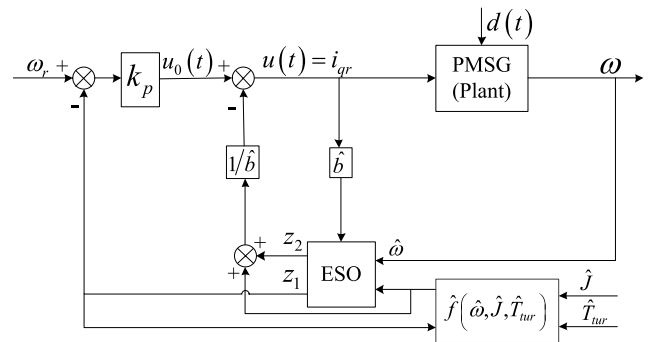 d(t)
ω_r + k_p u_0(t) + u(t) = i_qr PMSG ω
(Plant)
- -
1/b̂ b̂
z_2 + ω̂
+ z_1 ESO
f̂(ω̂, Ĵ, T̂_tur) Ĵ
T̂_tur